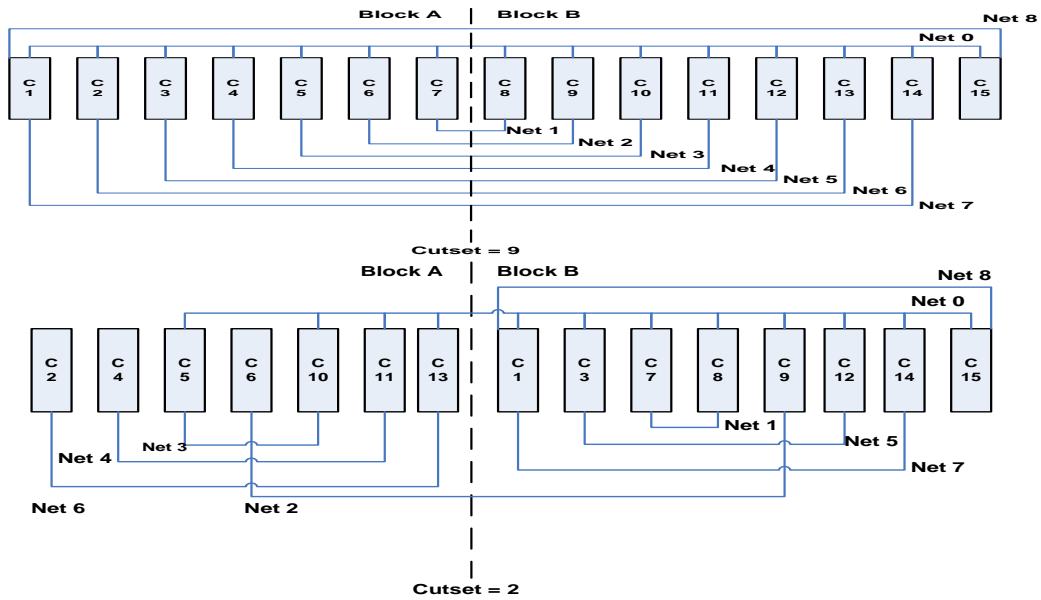 Block A Block B
Net 8
Net 0
C 1 C 2 C 3 C 4 C 5 C 6 C 7 C 8 C 9 C 10 C 11 C 12 C 13 C 14 C 15
Net 1
Net 2
Net 3
Net 4
Net 5
Net 6
Net 7
Cutset = 9
Block A Block B
Net 8
Net 0
C 2 C 4 C 5 C 6 C 10 C 11 C 13 C 1 C 3 C 7 C 8 C 9 C 12 C 14 C 15
Net 1
Net 3 Net 5
Net 4 Net 7
Net 6 Net 2
Cutset = 2